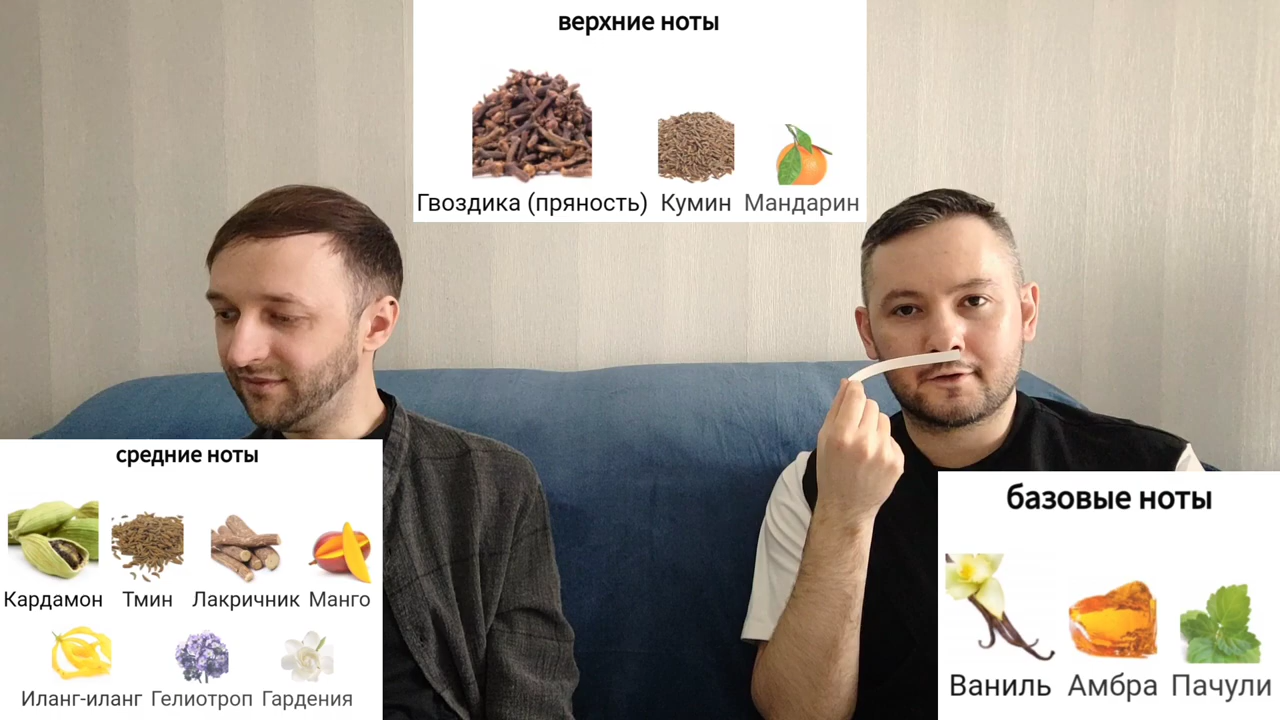 верхние ноты
Гвоздика (пряность) Кумин Мандарин
средние ноты
Кардамон Тмин Лакричник Манго
Иланг-иланг Гелиотроп Гардения
базовые ноты
Ваниль Амбра Пачули